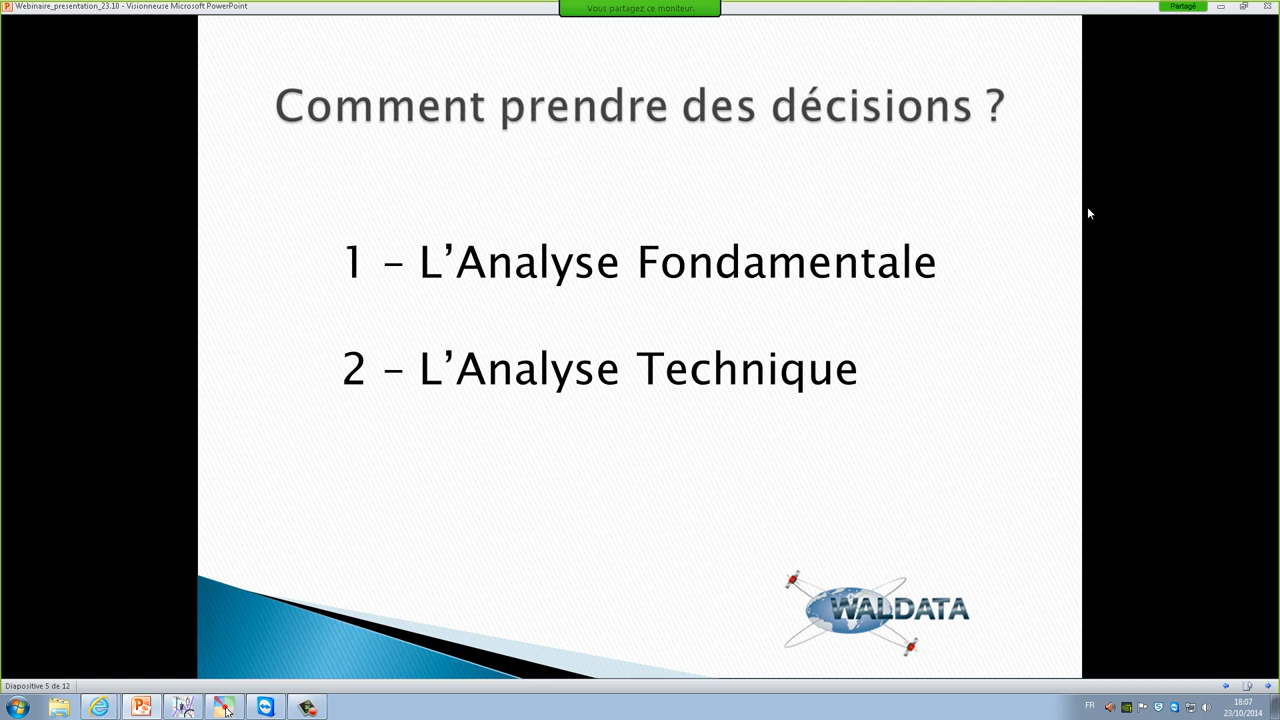 Webinaire_presentation_23.10 - Visionneuse Microsoft PowerPoint
Vous partagez ce moniteur.
Partagé
Comment prendre des décisions ?
1 – L’Analyse Fondamentale
2 – L’Analyse Technique
WALDATA
Diapositive 5 de 12
FR
18:07
23/10/2014